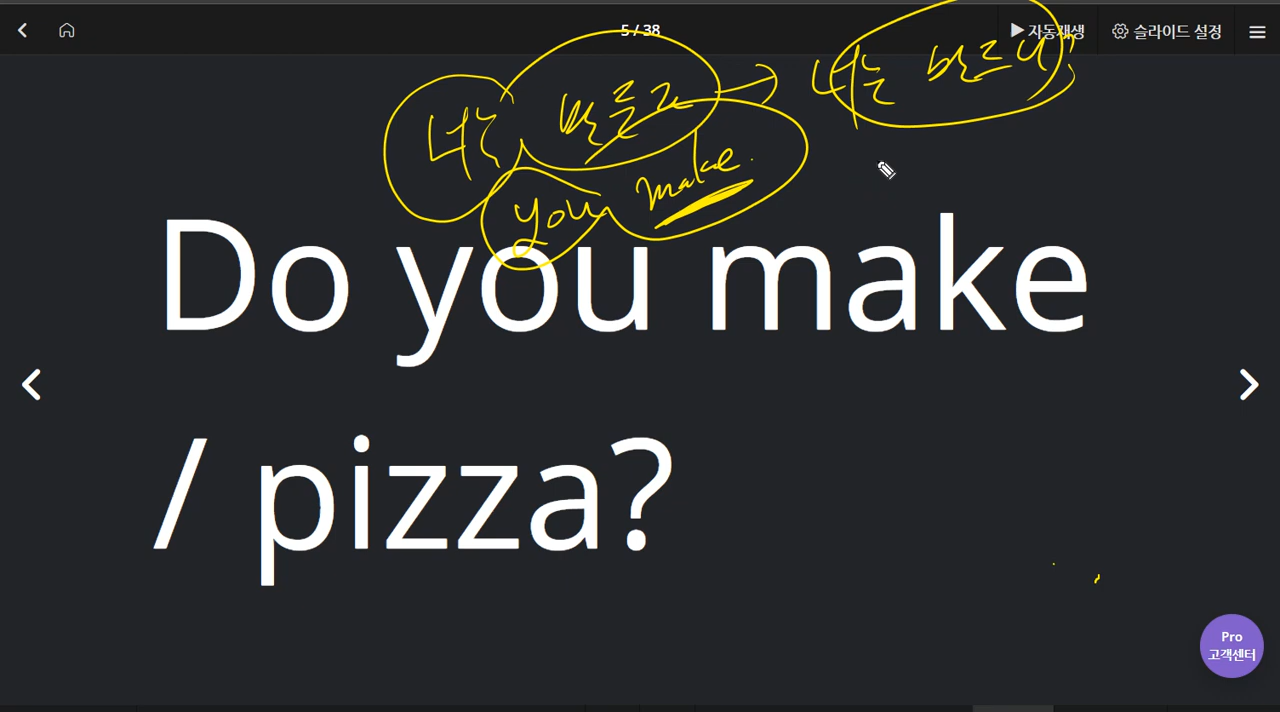 5 / 38
▶ 자동재생
슬라이드 설정
너는 만들고 → 너는 만드니?
you make
Do you make
/ pizza?
Pro
고객센터